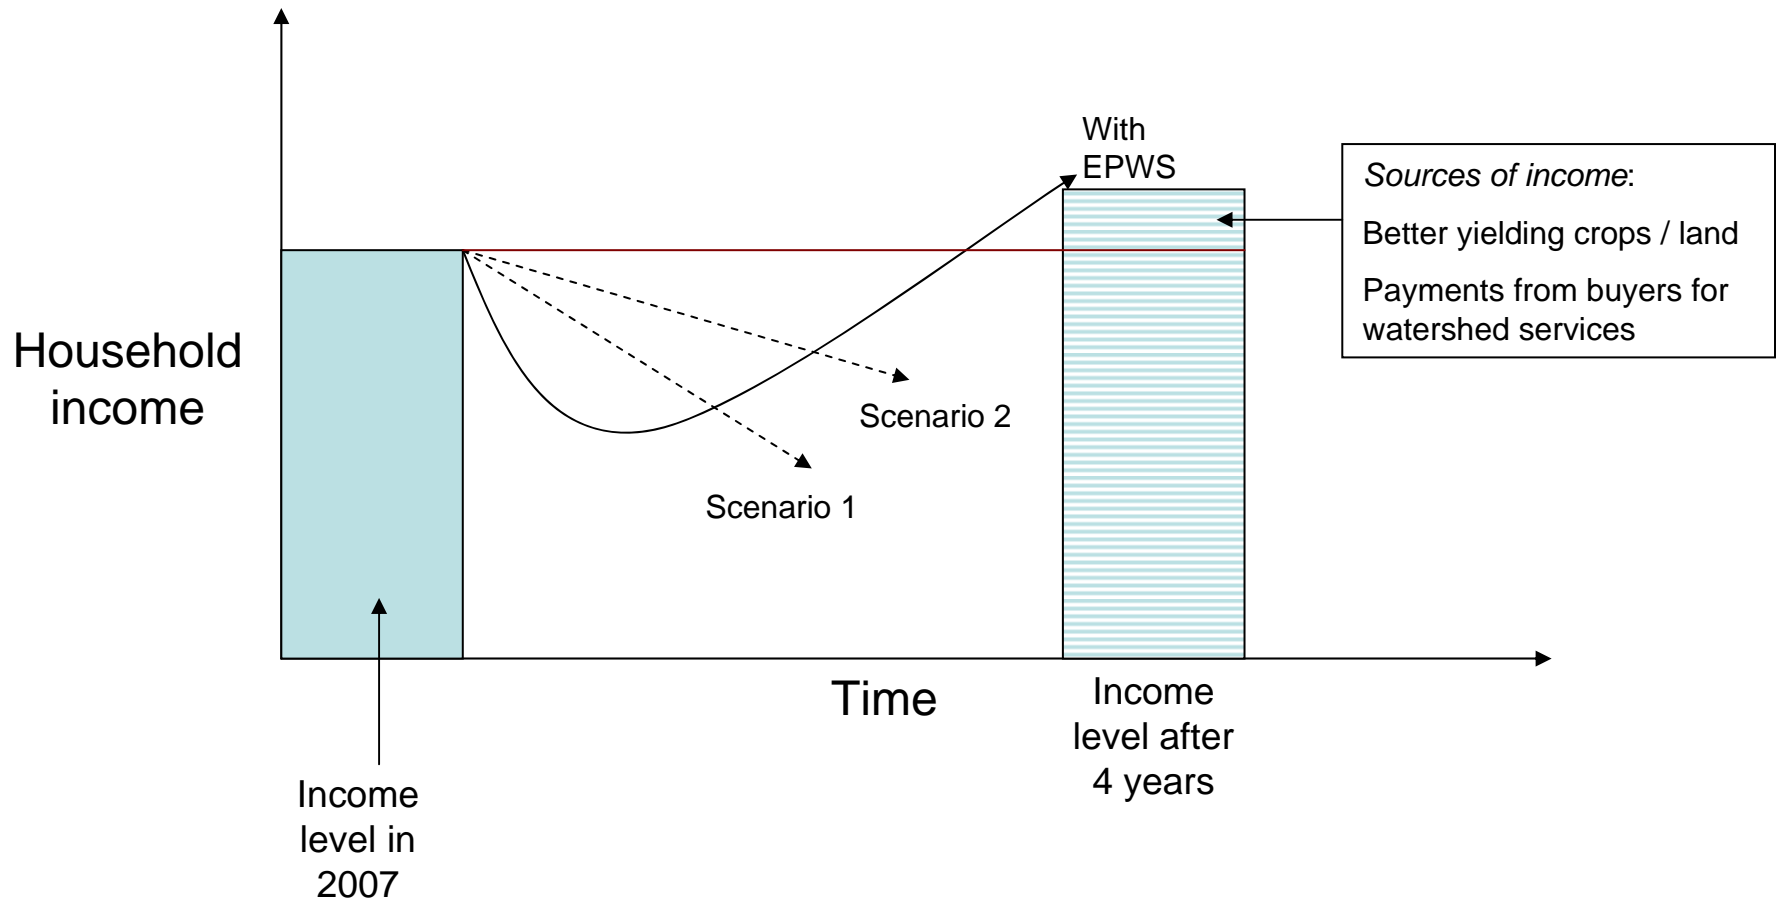 With
EPWS
Sources of income:
Better yielding crops / land
Payments from buyers for
watershed services
Household
income
Scenario 2
Scenario 1
Time
Income
level after
4 years
Income
level in
2007